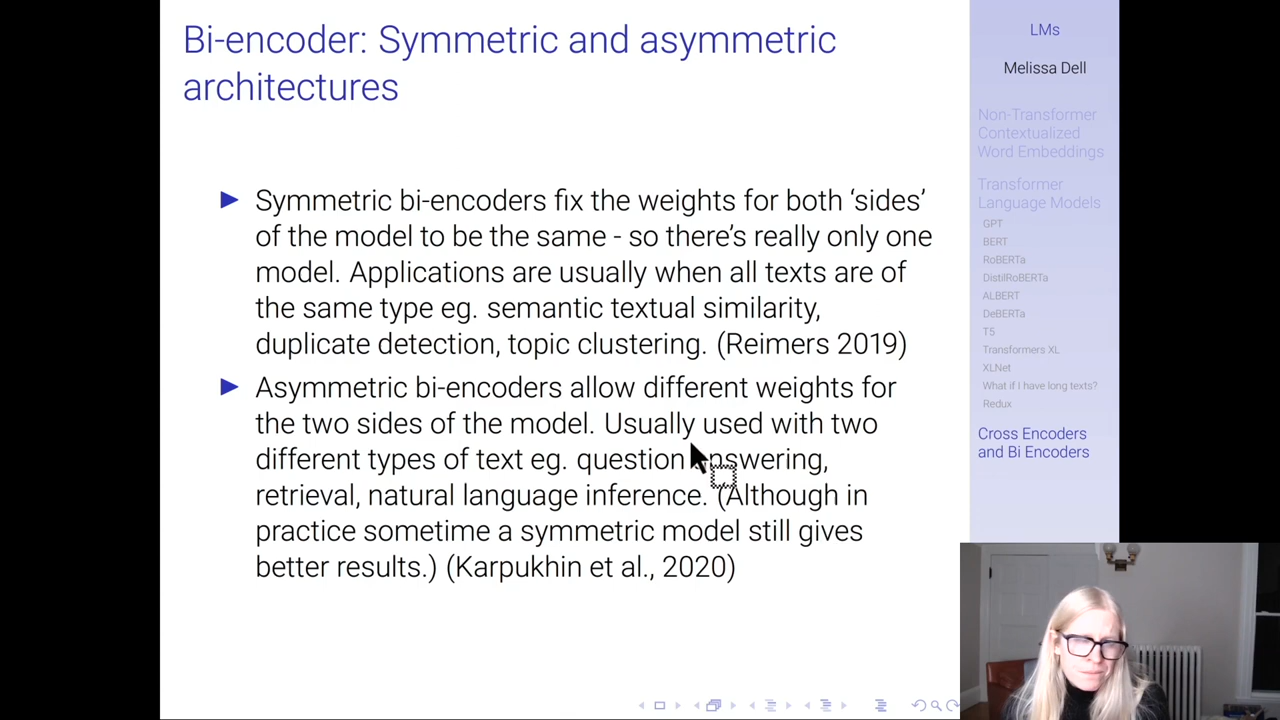 Bi-encoder: Symmetric and asymmetric
architectures
▶ Symmetric bi-encoders fix the weights for both ‘sides’
of the model to be the same - so there’s really only one
model. Applications are usually when all texts are of
the same type eg. semantic textual similarity,
duplicate detection, topic clustering. (Reimers 2019)
▶ Asymmetric bi-encoders allow different weights for
the two sides of the model. Usually used with two
different types of text eg. question answering,
retrieval, natural language inference. (Although in
practice sometime a symmetric model still gives
better results.) (Karpukhin et al., 2020)
LMs
Melissa Dell
Non-Transformer
Contextualized
Word Embeddings
Transformer
Language Models
GPT
BERT
RoBERTa
DistilRoBERTa
ALBERT
DeBERTa
T5
Transformers XL
XLNet
What if I have long texts?
Redux
Cross Encoders
and Bi Encoders